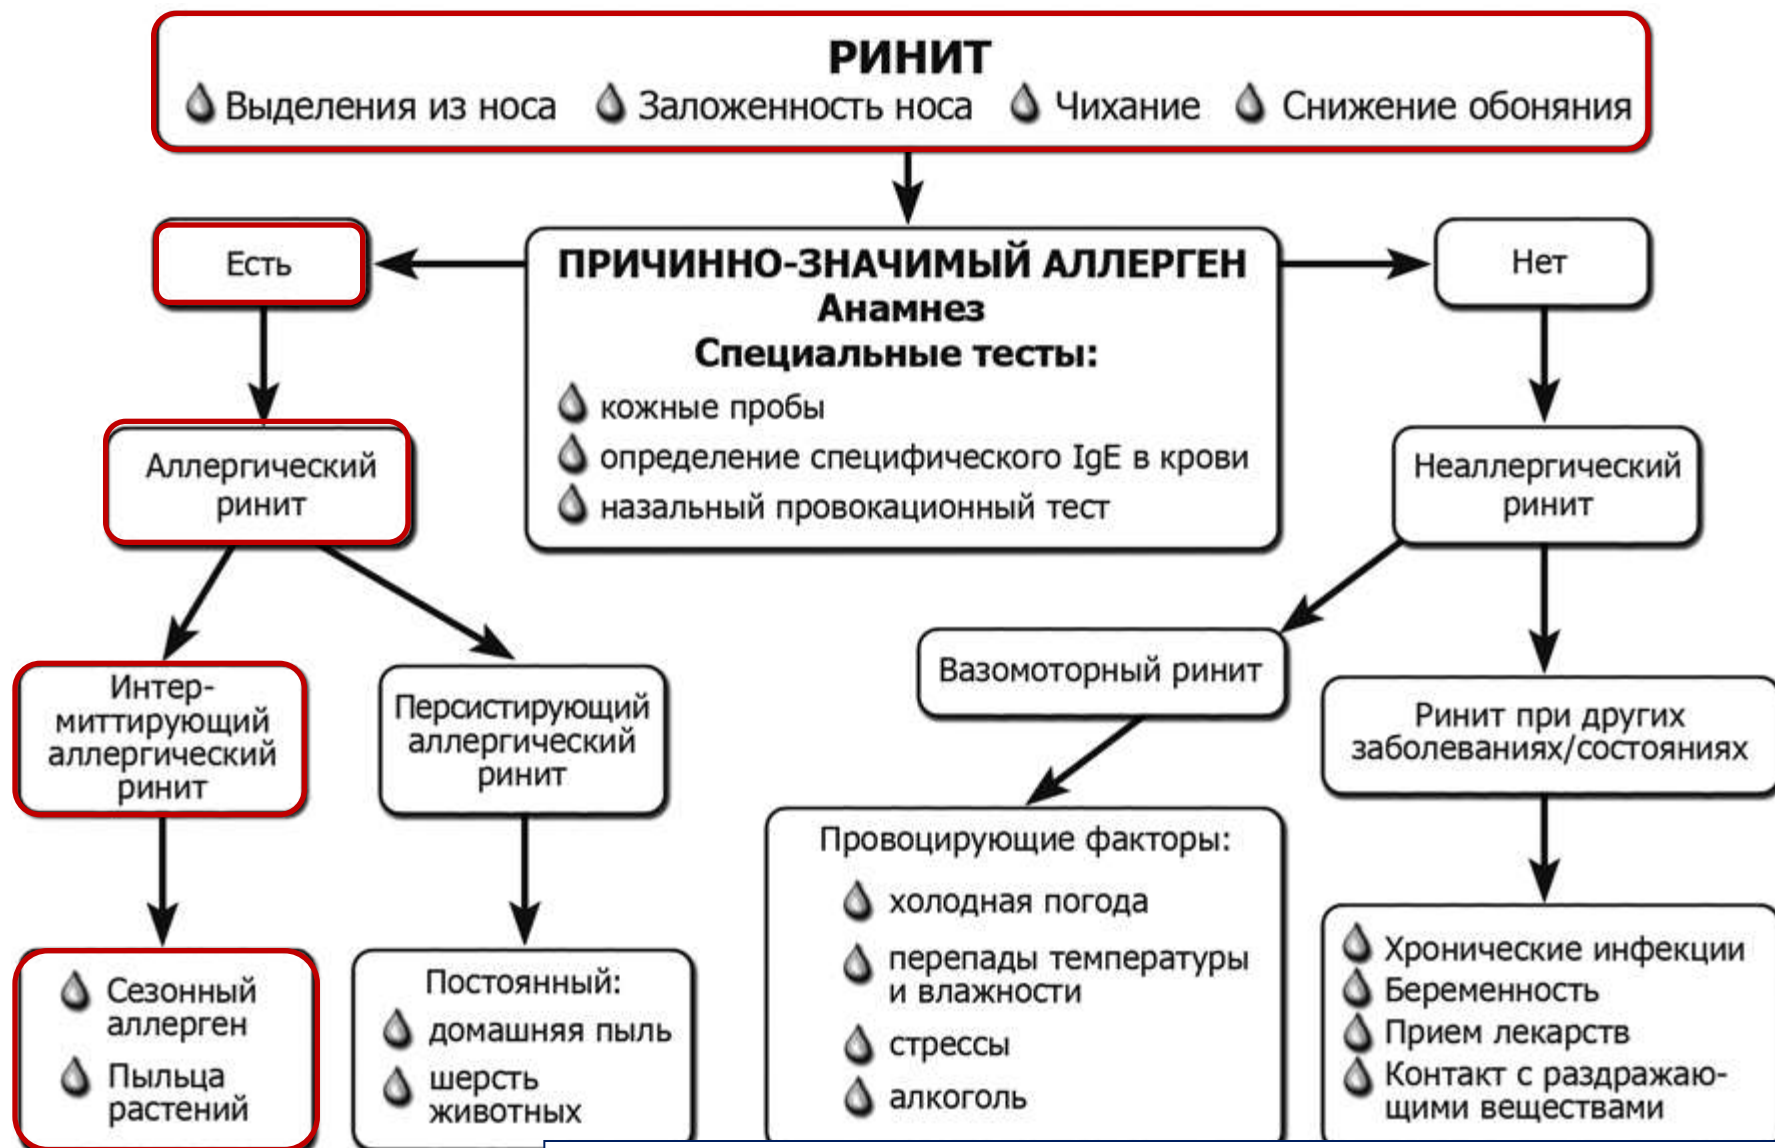 РИНИТ
Выделения из носа Заложенность носа Чихание Снижение обоняния
Есть
ПРИЧИННО-ЗНАЧИМЫЙ АЛЛЕРГЕН
Анамнез
Специальные тесты:
кожные пробы
определение специфического IgE в крови
назальный провокационный тест
Нет
Аллергический
ринит
Неаллергический
ринит
Интер-
миттирующий
аллергический
ринит
Персистирующий
аллергический
ринит
Вазомоторный ринит
Ринит при других
заболеваниях/состояниях
Сезонный
аллерген
Пыльца
растений
Постоянный:
домашняя пыль
шерсть
животных
Провоцирующие факторы:
холодная погода
перепады температуры
и влажности
стрессы
алкоголь
Хронические инфекции
Беременность
Прием лекарств
Контакт с раздражаю-
щими веществами